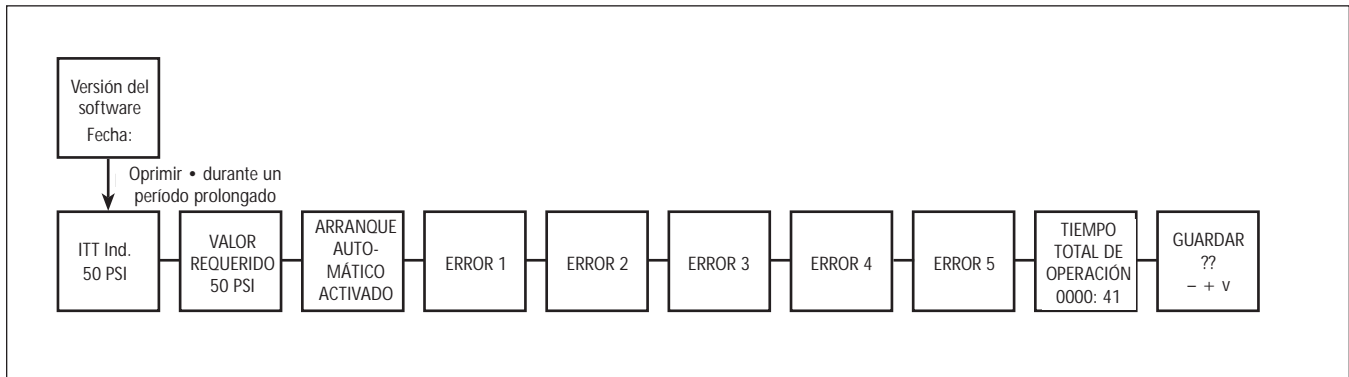 Versión del
software
Fecha:
Oprimir • durante un
período prolongado
ITT Ind.
50 PSI
VALOR
REQUERIDO
50 PSI
ARRANQUE
AUTO-
MÁTICO
ACTIVADO
ERROR 1
ERROR 2
ERROR 3
ERROR 4
ERROR 5
TIEMPO
TOTAL DE
OPERACIÓN
0000: 41
GUARDAR
??
– + v